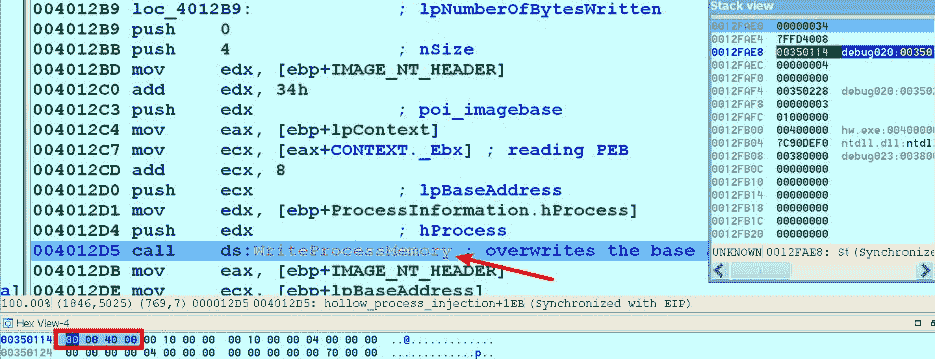 004012B9 loc_4012B9: ; lpNumberOfBytesWritten
004012B9 push 0
004012BB push 4 ; nSize
004012BD mov edx, [ebp+IMAGE_NT_HEADER]
004012C0 add edx, 34h
004012C3 push edx ; poi_imagebase
004012C4 mov eax, [ebp+lpContext]
004012C7 mov ecx, [eax+CONTEXT._Ebx] ; reading PEB
004012CD add ecx, 8
004012D0 push ecx ; lpBaseAddress
004012D1 mov edx, [ebp+ProcessInformation.hProcess]
004012D4 push edx ; hProcess
004012D5 call ds:WriteProcessMemory ; overwrites the base
004012DB mov eax, [ebp+IMAGE_NT_HEADER]
004012DE mov ecx, [ebp+lpBaseAddress]
100.00% (1046,5025) (769,7) 000012D5 004012D5: hollow_process_injection+1EB (Synchronized with EIP)
Stack view
0012FAE0 00000034
0012FAE4 7FFD4008
0012FAE8 00350114 debug020:00350
0012FAEC 00000004
0012FAF0 00000000
0012FAF4 00350228 debug020:00350
0012FAF8 00000003
0012FAFC 01000000
0012FB00 00400000 hw.exe:0040000
0012FB04 7C90DEF0 ntdll.dll:ntdl
0012FB08 00380000 debug023:00380
0012FB0C 00000000
0012FB10 00000000
0012FB14 00000000
0012FB18 00000000
0012FB1C 00000000
0012FB20 00000000
UNKNOWN 0012FAE8: St (Synchronize
Hex View-4
00350114 00 00 40 00 00 10 00 00 00 10 00 00 04 00 00 00 ..@.............
00350124 00 00 00 00 04 00 00 00 00 00 00 00 00 70 00 00 .............p..